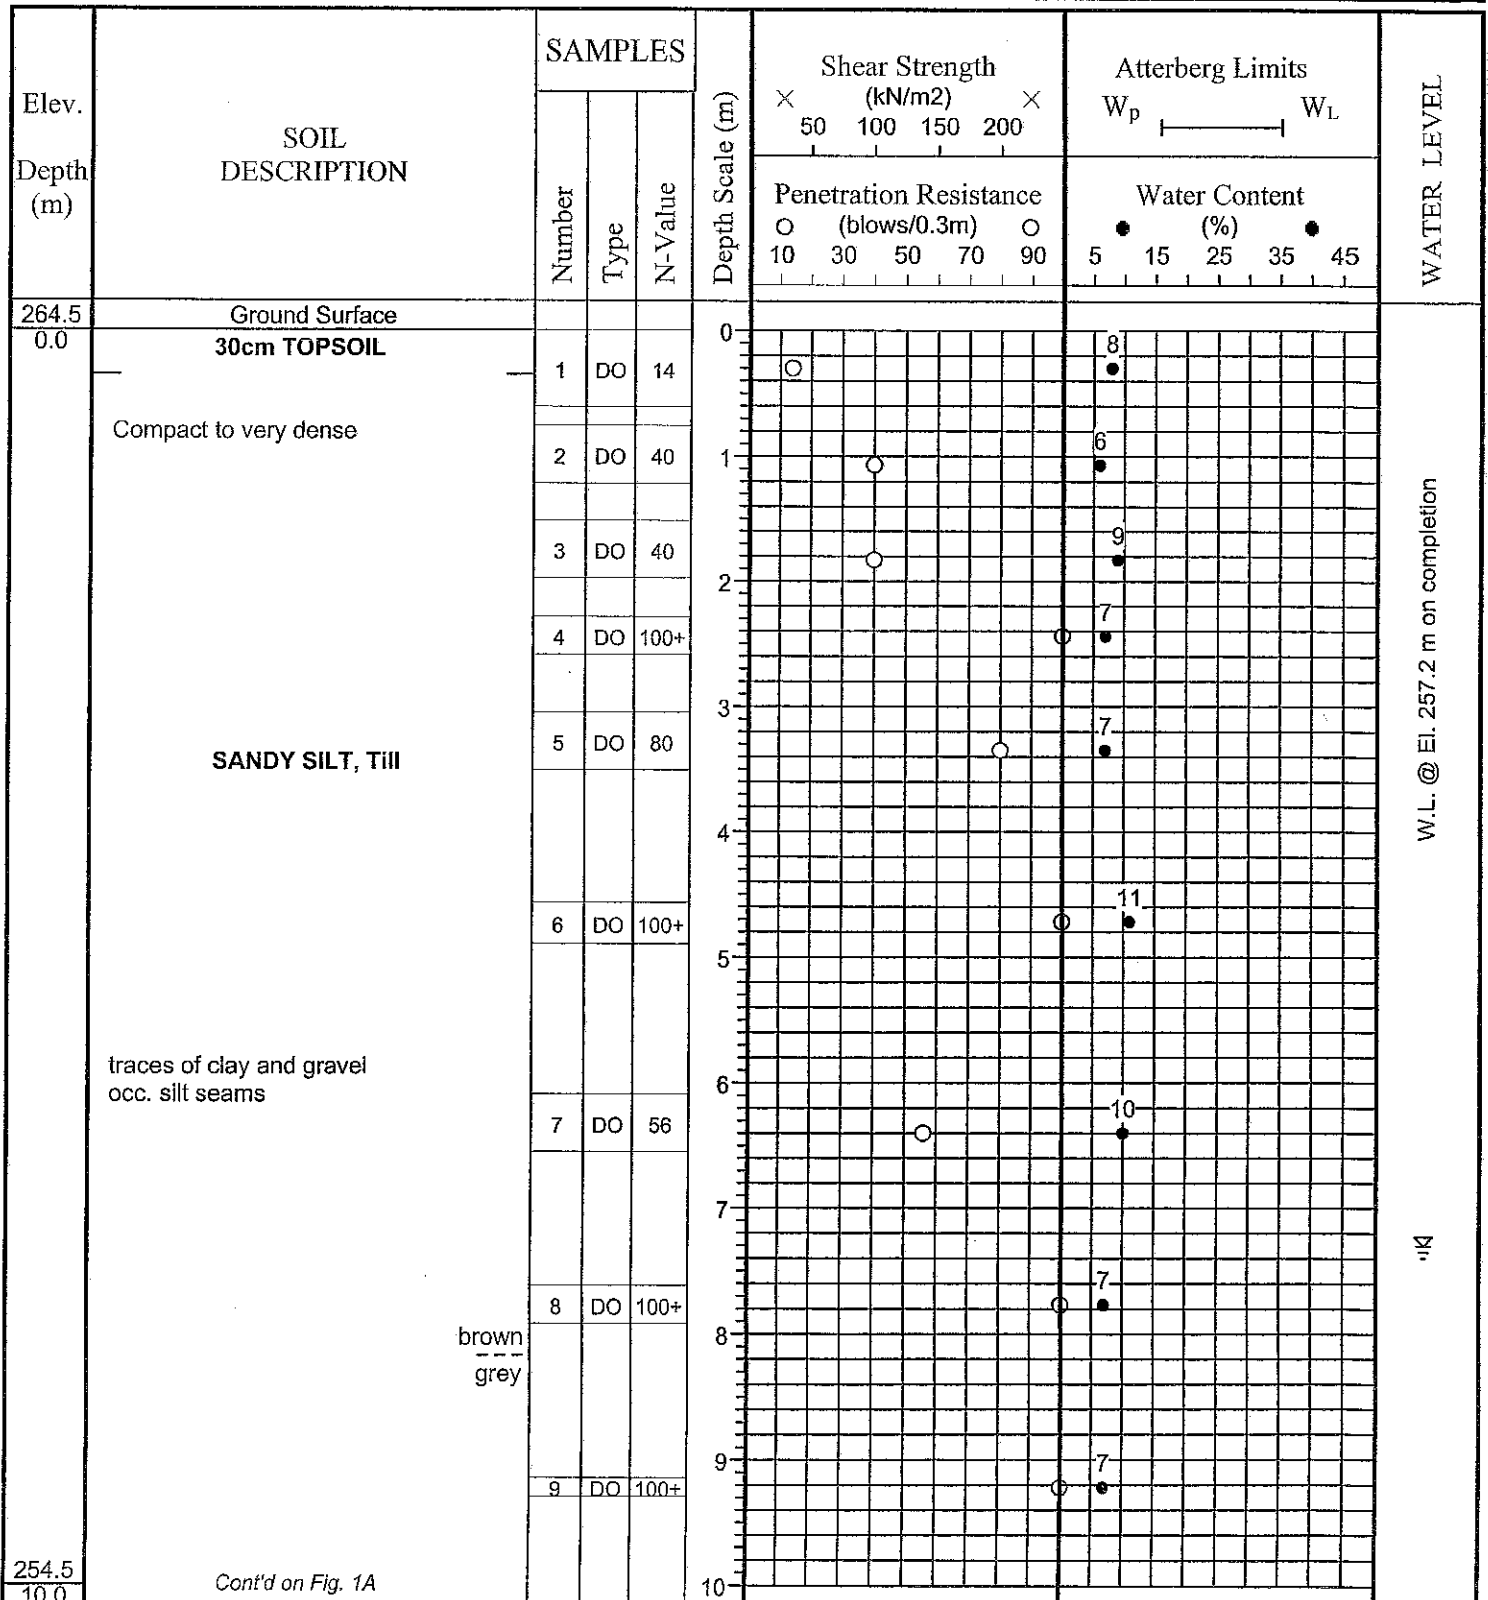 SAMPLES
Elev.
Depth
(m)
SOIL
DESCRIPTION
Number
Type
N-Value
Depth Scale (m)
Shear Strength
× (kN/m2) ×
50 100 150 200
Penetration Resistance
O (blows/0.3m) O
10 30 50 70 90
Atterberg Limits
Wp WL
Water Content
● (%) ●
5 15 25 35 45
WATER LEVEL
264.5 Ground Surface
0.0 30cm TOPSOIL
0
1 DO 14 8
Compact to very dense
2 DO 40 6
1
3 DO 40 9
2
4 DO 100+ 7
3
5 DO 80 7
SANDY SILT, Till
4
6 DO 100+ 11
5
traces of clay and gravel
occ. silt seams
6
7 DO 56 10
7
8 DO 100+ 7
brown
8
grey
9
9 DO 100+ 7
W.L. @ El. 257.2 m on completion
254.5
10.0
Cont'd on Fig. 1A
10